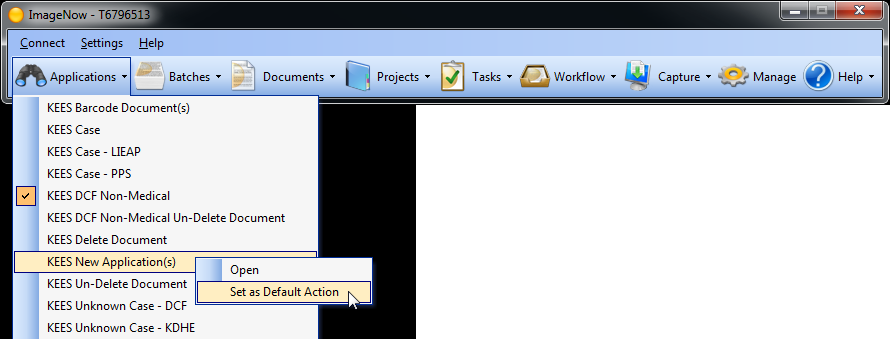 ImageNow - T6796513
Connect Settings Help
Applications Batches Documents Projects Tasks Workflow Capture Manage Help
KEES Barcode Document(s)
KEES Case
KEES Case - LIEAP
KEES Case - PPS
KEES DCF Non-Medical
KEES DCF Non-Medical Un-Delete Document
KEES Delete Document
KEES New Application(s)
Open
KEES Un-Delete Document
Set as Default Action
KEES Unknown Case - DCF
KEES Unknown Case - KDHE